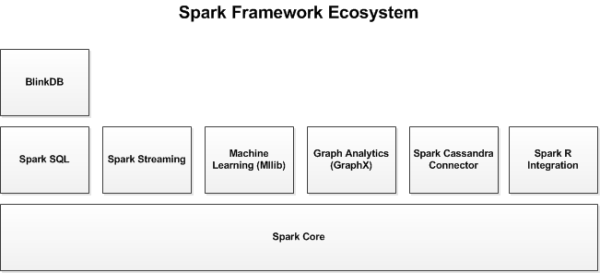 Spark Framework Ecosystem
BlinkDB
Spark SQL
Spark Streaming
Machine
Learning (Mllib)
Graph Analytics
(GraphX)
Spark Cassandra
Connector
Spark R
Integration
Spark Core